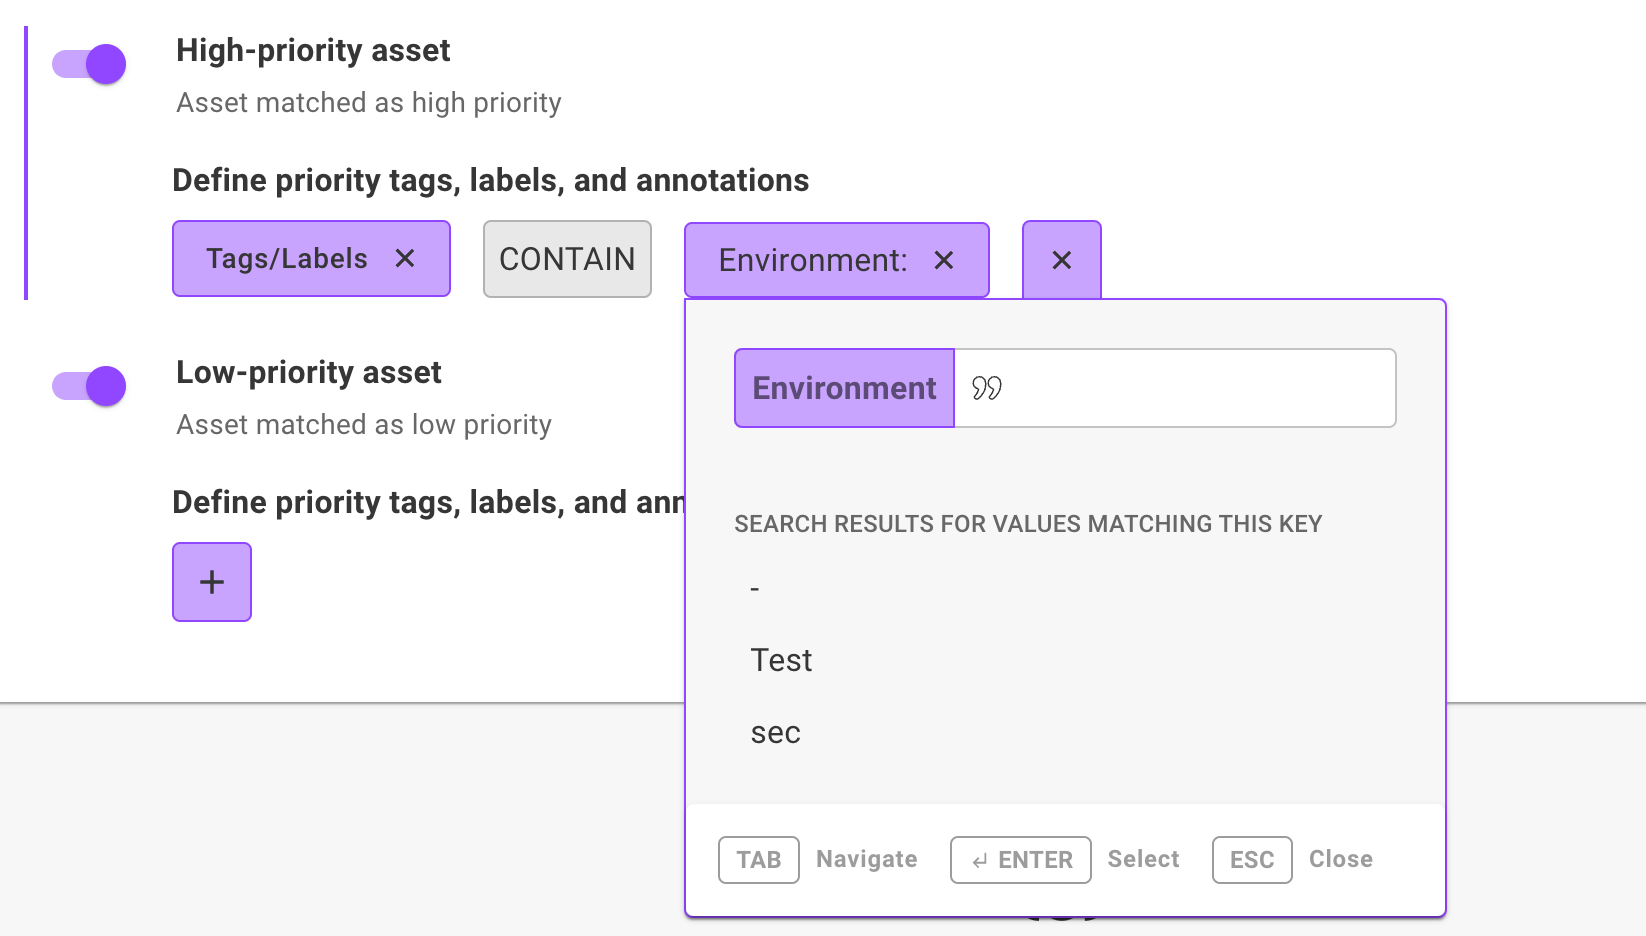 High-priority asset
Asset matched as high priority
Define priority tags, labels, and annotations
Tags/Labels × CONTAIN Environment: × ×
Low-priority asset
Asset matched as low priority
Define priority tags, labels, and ann
+
Environment
SEARCH RESULTS FOR VALUES MATCHING THIS KEY
-
Test
sec
TAB Navigate ↵ ENTER Select ESC Close